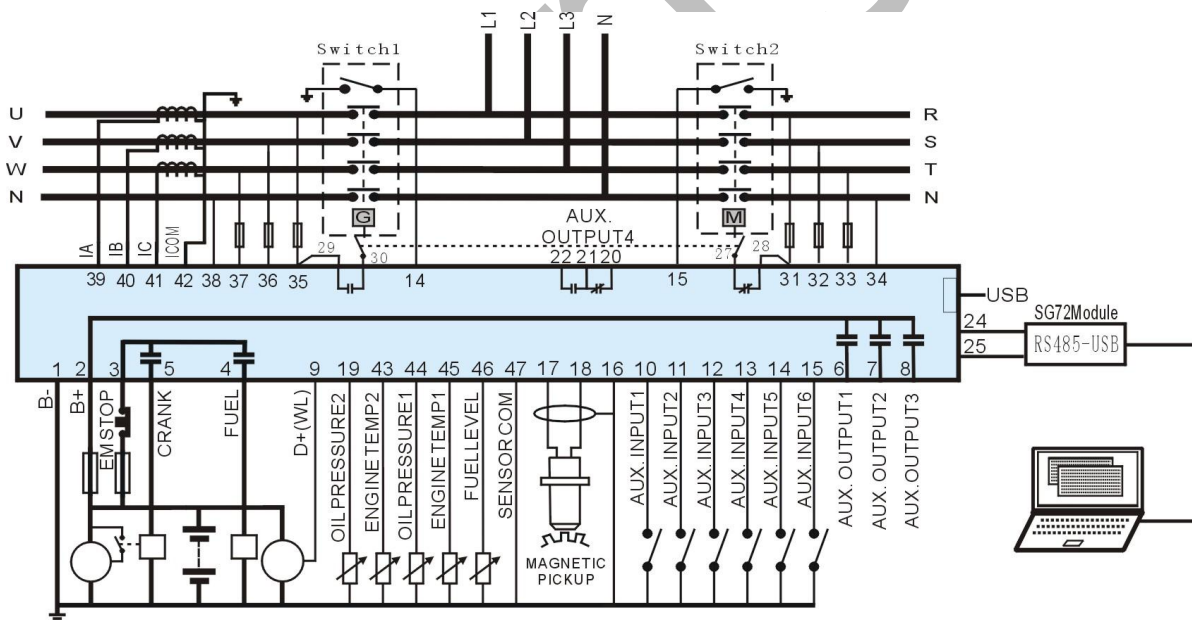 L1 L2 L3 N
Switch1 Switch2
U R
V S
W T
N N
G M
AUX.
OUTPUT4
IA IB IC ICOM
29 30 22 21 20 27 28
39 40 41 42 38 37 36 35 14 15 31 32 33 34
USB
SG72Module
24
RS485-USB
25
1 2 3 5 4 9 19 43 44 45 46 47 17 18 16 10 11 12 13 14 15 6 7 8
B-
B+
EMSTOP
CRANK
FUEL
D+(WL)
OILPRESSURE2
ENGINETEMP2
OILPRESSURE1
ENGINETEMP1
FUELLEVEL
SENSORCOM
MAGNETIC
PICKUP
AUX.INPUT1
AUX.INPUT2
AUX.INPUT3
AUX.INPUT4
AUX.INPUT5
AUX.INPUT6
AUX.OUTPUT1
AUX.OUTPUT2
AUX.OUTPUT3